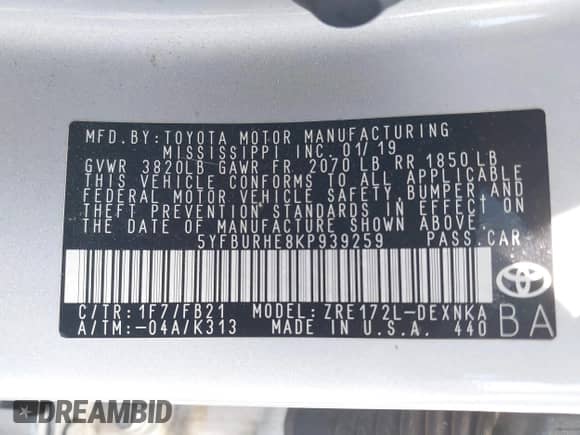 MFD.BY:TOYOTA MOTOR MANUFACTURING
MISSISSIPPI INC. 01/19
GVWR 3820LB GAWR FR 2070 LB RR 1850 LB
THIS VEHICLE CONFORMS TO ALL APPLICABLE
FEDERAL MOTOR VEHICLE SAFETY, BUMPER AND
THEFT PREVENTION STANDARDS IN EFFECT ON
THE DATE OF MANUFACTURE SHOWN ABOVE.
5YFBURHE8KP939259 PASS.CAR
C/TR: 1F7/FB21 MODEL: ZRE172L-DEXNKA
A/TM:-04A/K313 MADE IN U.S.A. 440 BA
DREAMBID